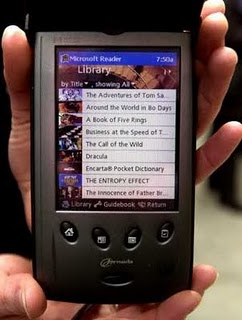 Microsoft Reader 7:50a
Library
by Title, showing All
The Adventures of Tom Sa...
Around the World in 80 Days
A Book of Five Rings
Business at the Speed of T...
The Call of the Wild
Dracula
Encarta® Pocket Dictionary
THE ENTROPY EFFECT
The Innocence of Father Br...
Library Guidebook Return